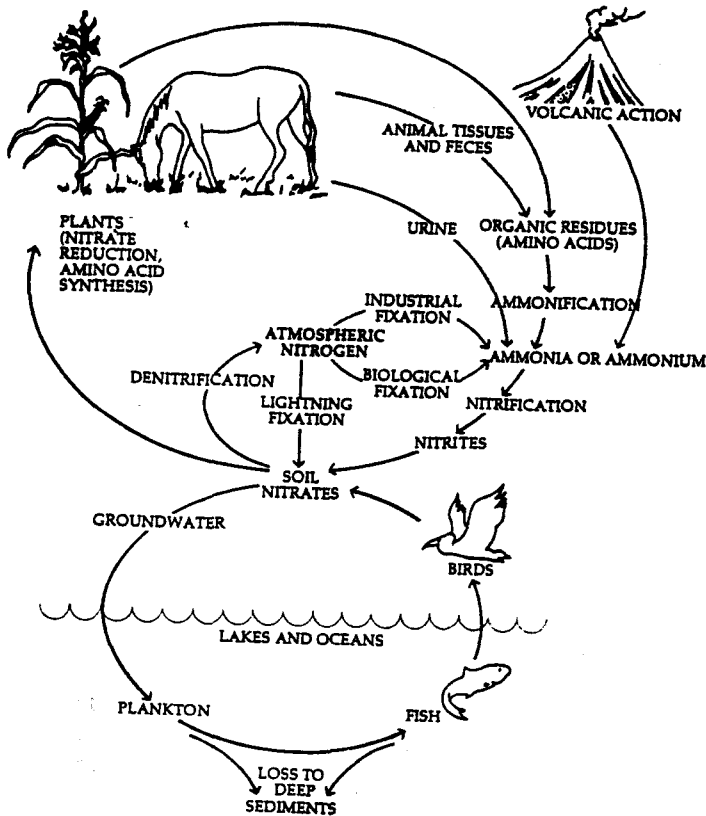 VOLCANIC ACTION
ANIMAL TISSUES
AND FECES
PLANTS
(NITRATE
REDUCTION,
AMINO ACID
SYNTHESIS)
URINE
ORGANIC RESIDUES
(AMINO ACIDS)
INDUSTRIAL
FIXATION
AMMONIFICATION
ATMOSPHERIC
NITROGEN
AMMONIA OR AMMONIUM
DENITRIFICATION
BIOLOGICAL
FIXATION
LIGHTNING
FIXATION
NITRIFICATION
NITRITES
SOIL
NITRATES
GROUNDWATER
BIRDS
LAKES AND OCEANS
PLANKTON
FISH
LOSS TO
DEEP
SEDIMENTS